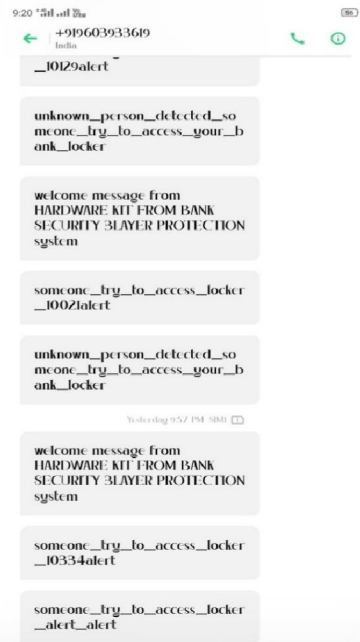 9:20
+919603933619
India
_10129alert
unknown_person_detected_so
meone_try_to_access_your_b
ank_locker
welcome message from
HARDWARE KIT FROM BANK
SECURITY 3LAYER PROTECTION
system
someone_try_to_access_locker
_10021alert
unknown_person_detected_so
meone_try_to_access_your_b
ank_locker
Yesterday 9:57 PM SIM1
welcome message from
HARDWARE KIT FROM BANK
SECURITY 3LAYER PROTECTION
system
someone_try_to_access_locker
_10334alert
someone_try_to_access_locker
_alert_alert